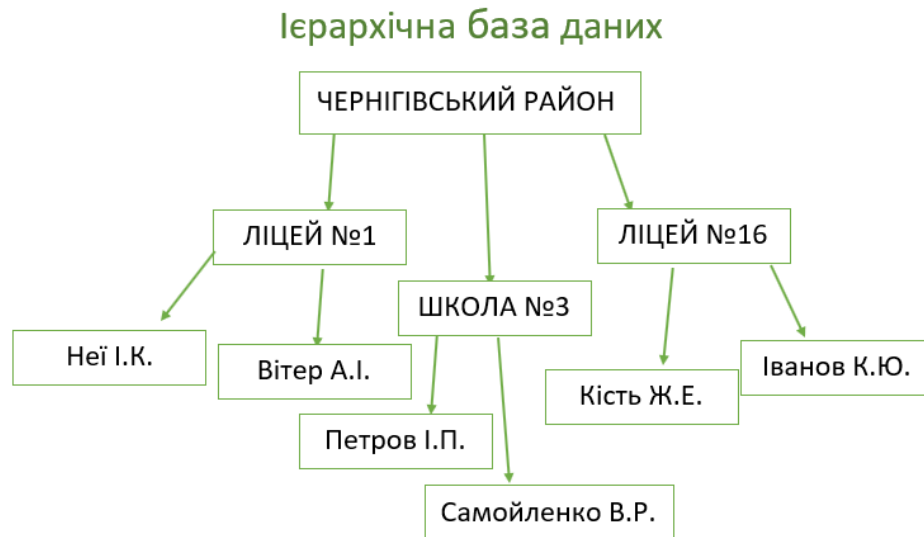 Ієрархічна база даних
ЧЕРНІГІВСЬКИЙ РАЙОН
ЛІЦЕЙ №1
ЛІЦЕЙ №16
ШКОЛА №3
Неї І.К.
Вітер А.І.
Іванов К.Ю.
Кість Ж.Е.
Петров І.П.
Самойленко В.Р.